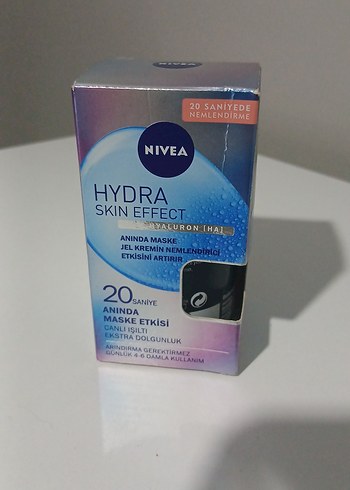 20 SANİYEDE
NEMLENDİRME
NIVEA
HYDRA
SKIN EFFECT
HYALURON [HA]
ANINDA MASKE
JEL KREMİN NEMLENDİRİCİ
ETKİSİNİ ARTIRIR
20 SANİYE
ANINDA
MASKE ETKİSİ
CANLI IŞILTI
EKSTRA DOLGUNLUK
ARINDIRMA GEREKTİRMEZ
GÜNLÜK 4-6 DAMLA KULLANIM